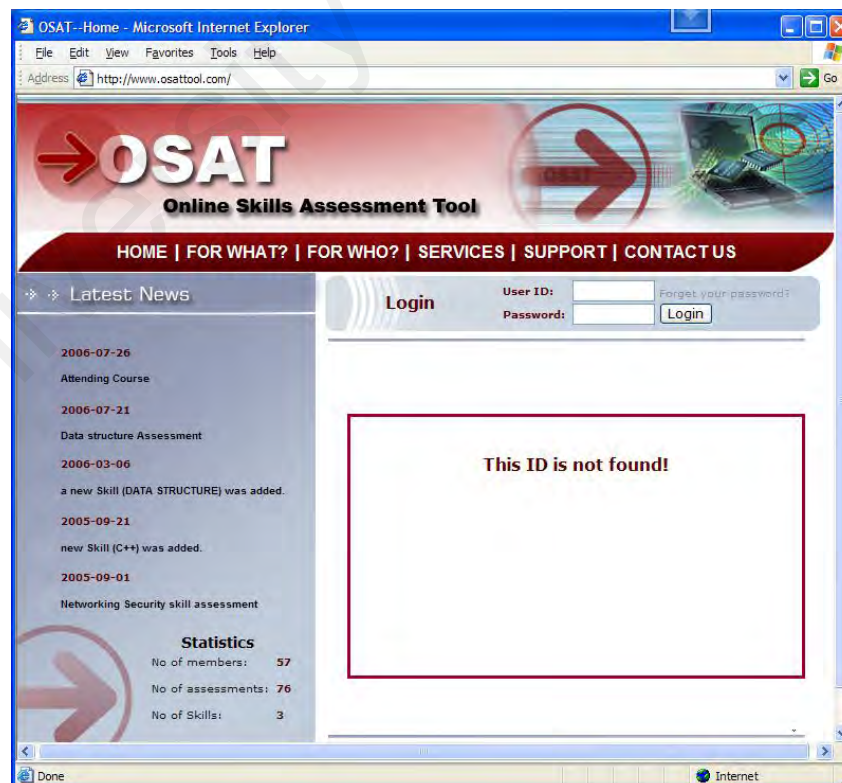 OSAT--Home - Microsoft Internet Explorer
File Edit View Favorites Tools Help
Address http://www.osattool.com/ Go
OSAT
Online Skills Assessment Tool
HOME | FOR WHAT? | FOR WHO? | SERVICES | SUPPORT | CONTACT US
Latest News
2006-07-26
Attending Course
2006-07-21
Data structure Assessment
2006-03-06
a new Skill (DATA STRUCTURE) was added.
2005-09-21
new Skill (C++) was added.
2005-09-01
Networking Security skill assessment
Statistics
No of members: 57
No of assessments: 76
No of Skills: 3
Login
User ID: Forget your password?
Password: Login
This ID is not found!
Done Internet